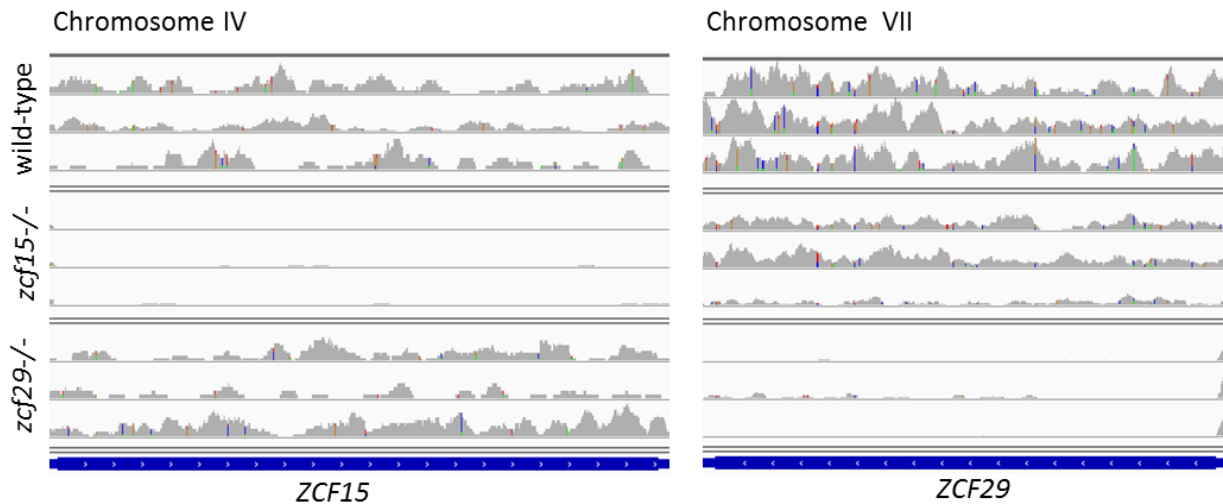 Chromosome IV
Chromosome VII
wild-type
zcf15-/-
zcf29-/-
ZCF15
ZCF29